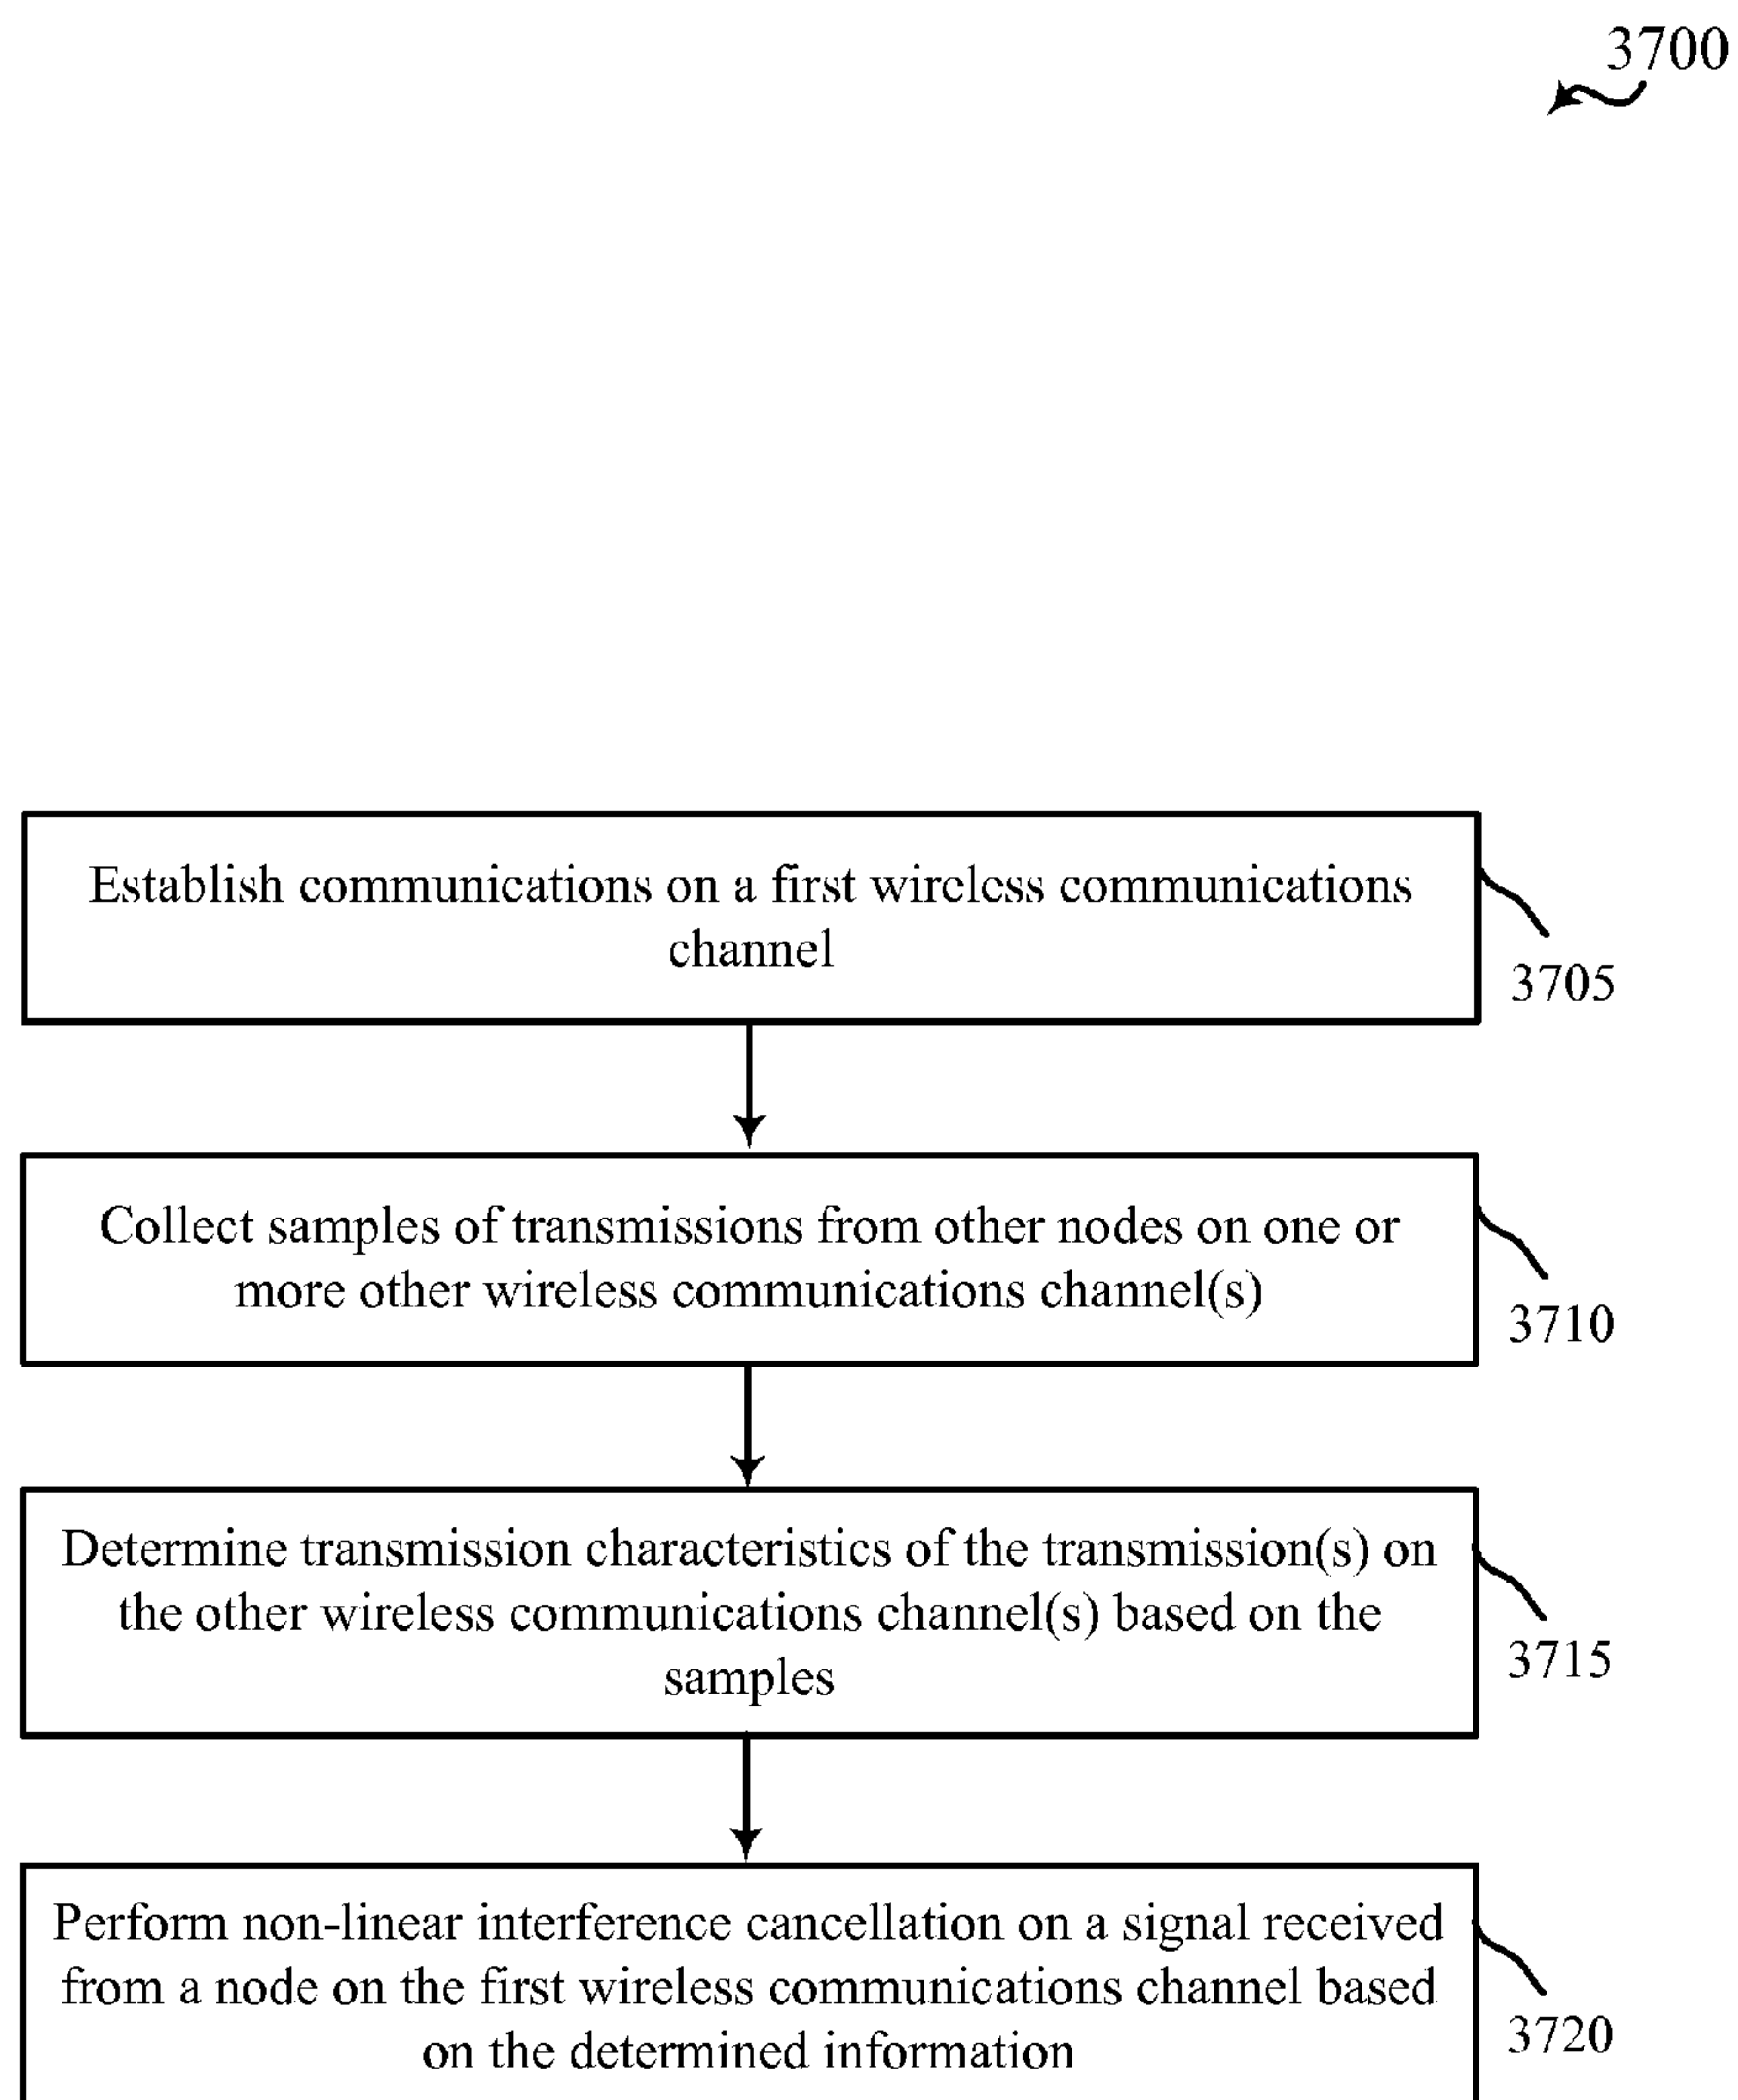 3700
Establish communications on a first wireless communications
channel
3705
Collect samples of transmissions from other nodes on one or
more other wireless communications channel(s)
3710
Determine transmission characteristics of the transmission(s) on
the other wireless communications channel(s) based on the
samples
3715
Perform non-linear interference cancellation on a signal received
from a node on the first wireless communications channel based
on the determined information
3720